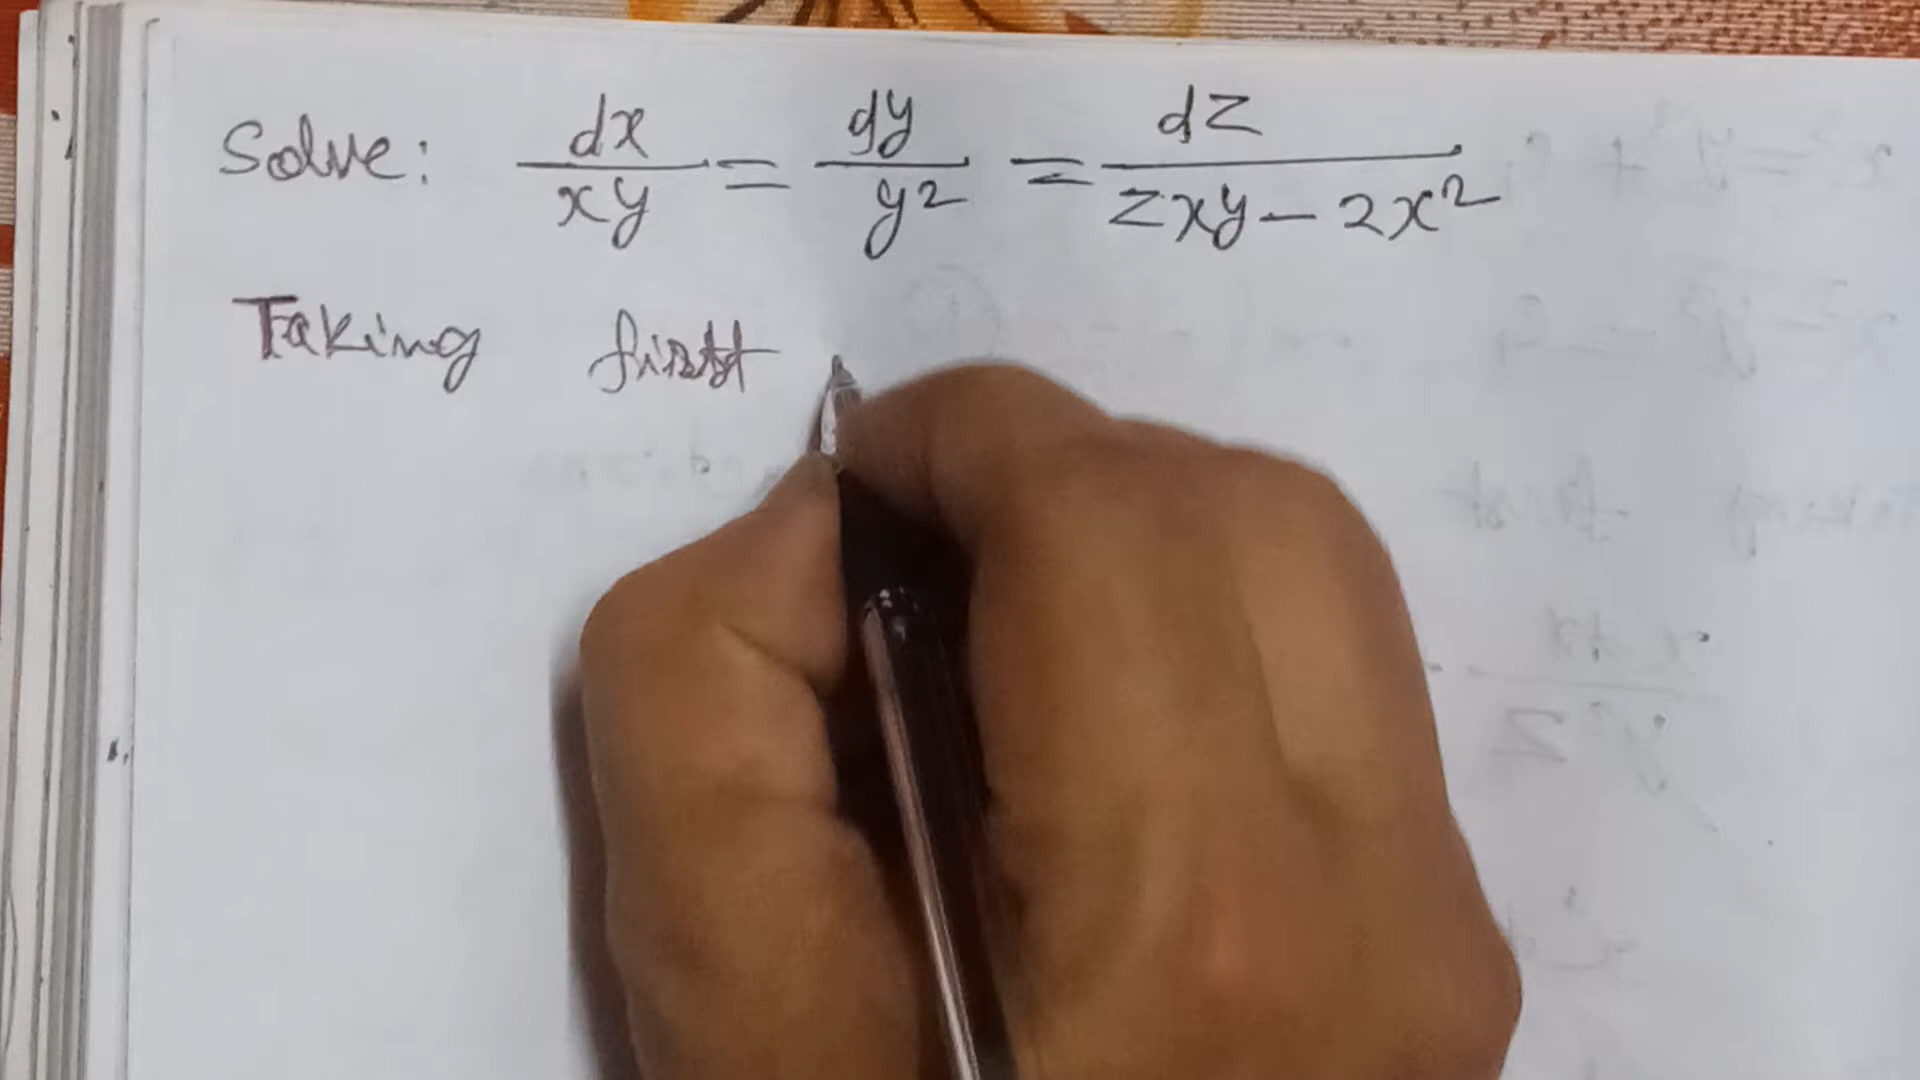 Solve: dx/xy = dy/y² = dz/zxy-2x²
Taking first